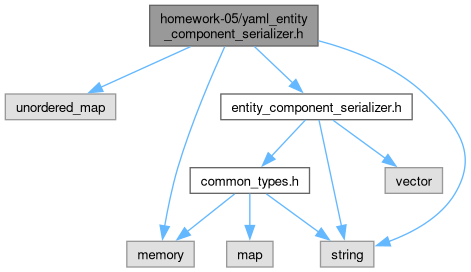 homework-05/yaml_entity
_component_serializer.h
unordered_map
entity_component_serializer.h
common_types.h
vector
memory
map
string